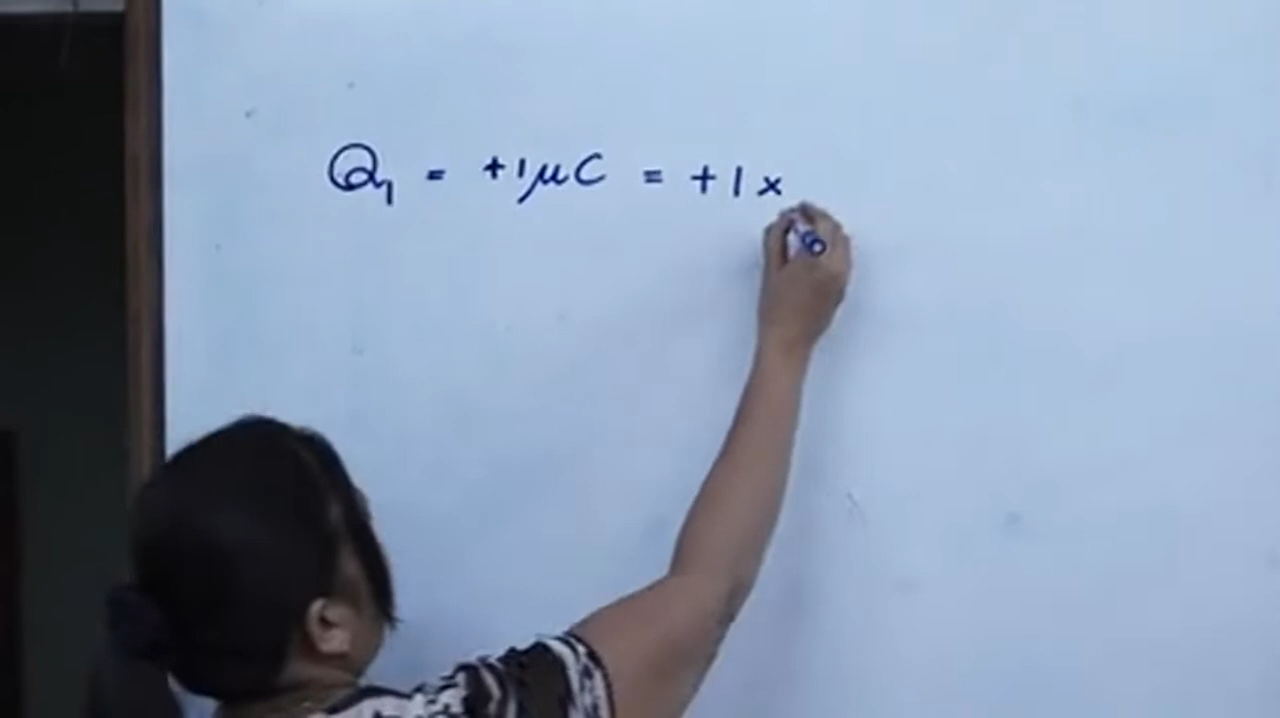 Q₁ = +1μC = +1×